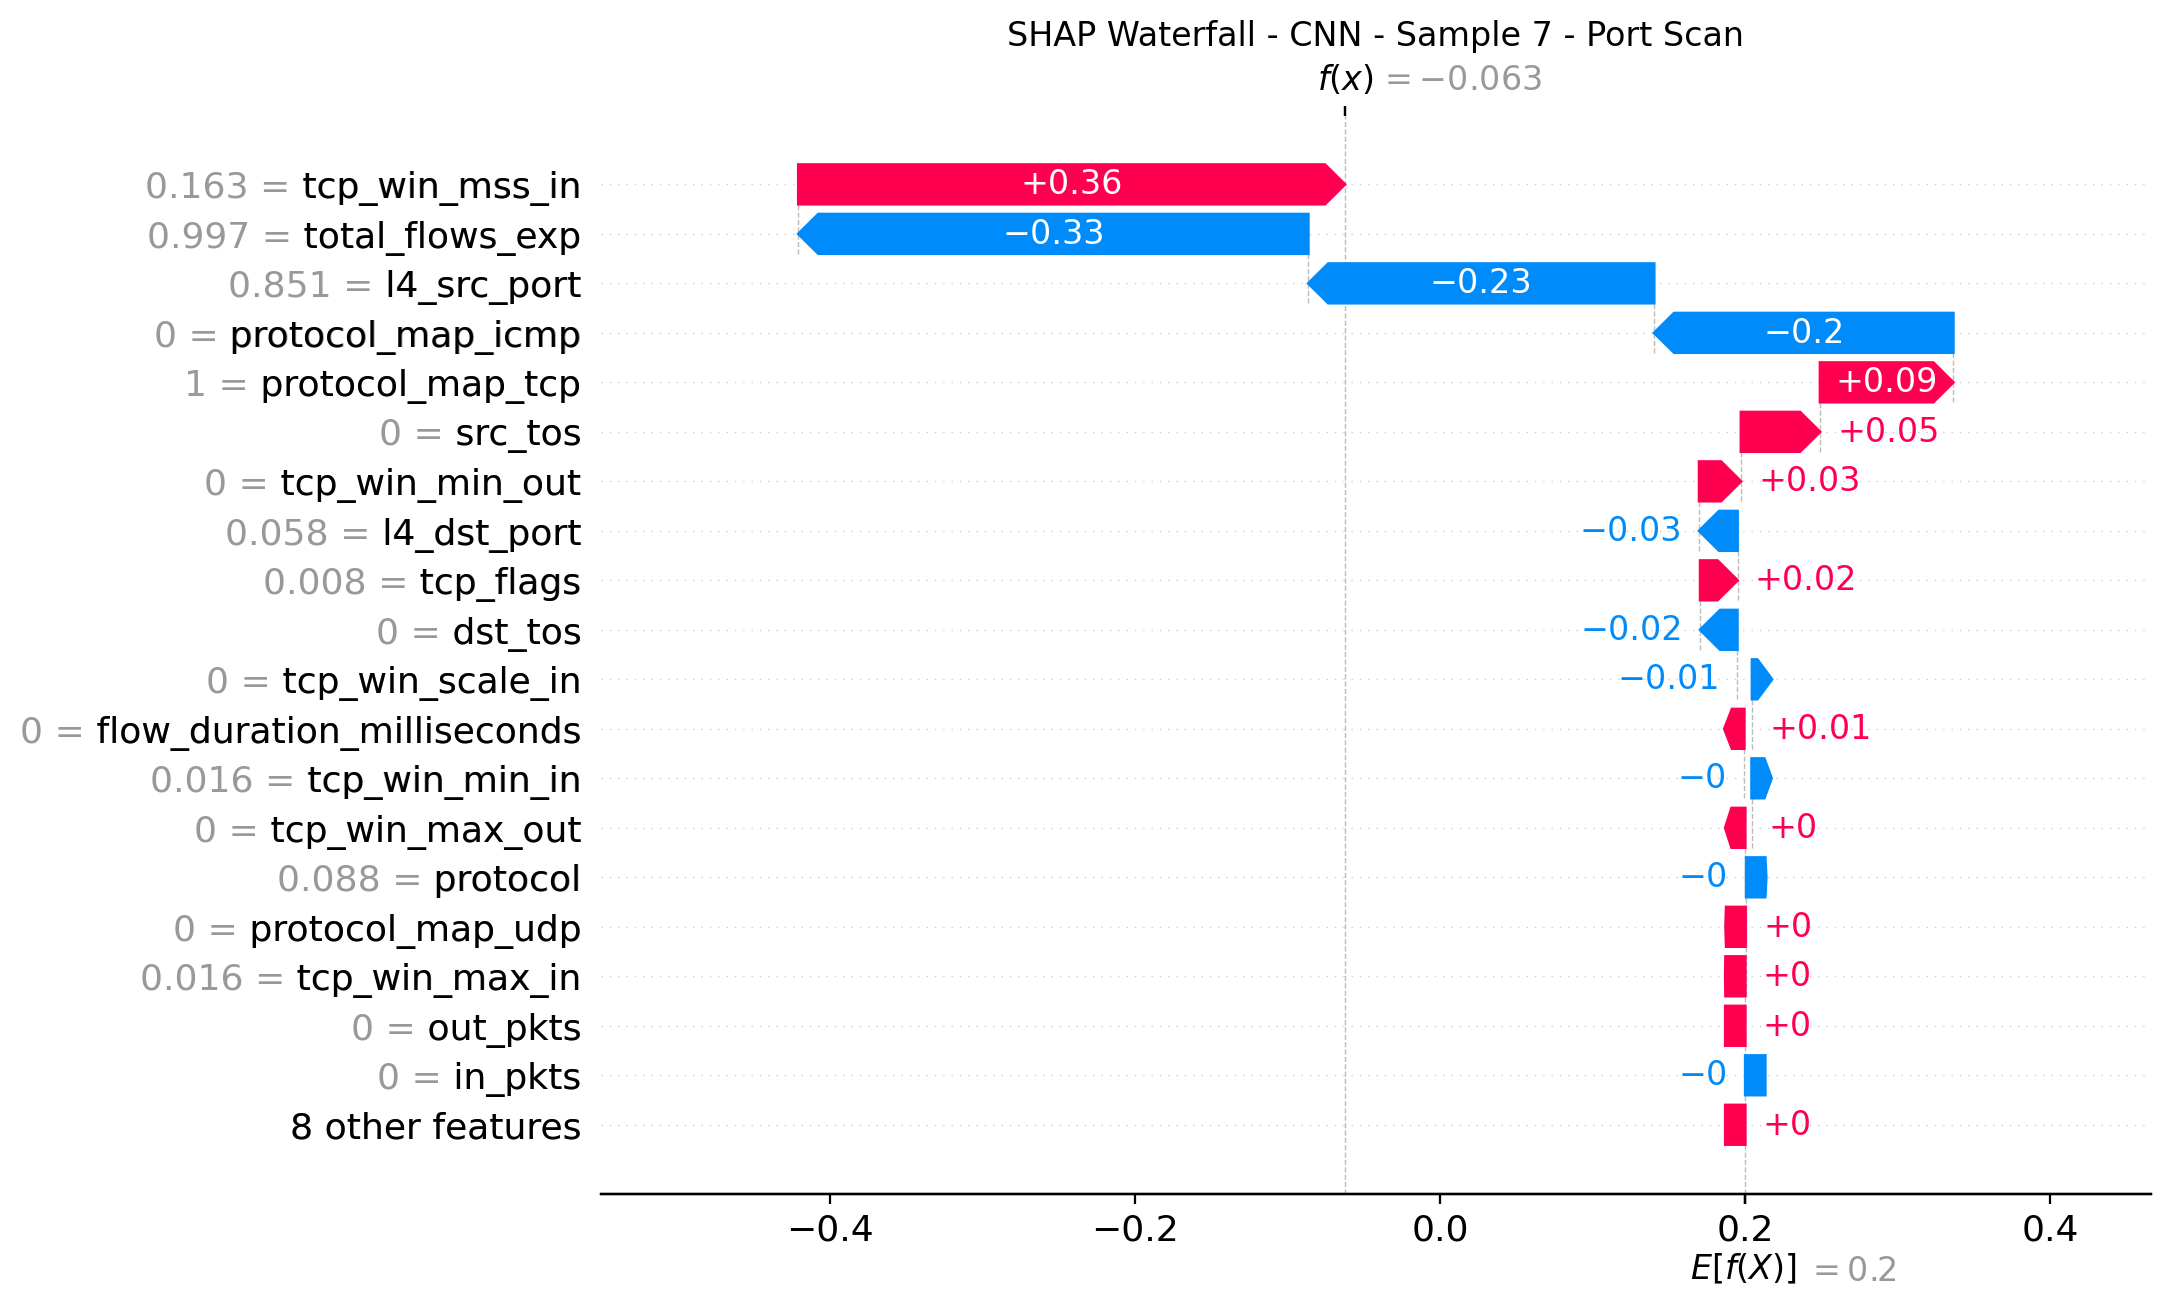 SHAP Waterfall - CNN - Sample 7 - Port Scan
f(x) = −0.063
0.163 = tcp_win_mss_in +0.36
0.997 = total_flows_exp −0.33
0.851 = l4_src_port −0.23
0 = protocol_map_icmp −0.2
1 = protocol_map_tcp +0.09
0 = src_tos +0.05
0 = tcp_win_min_out +0.03
0.058 = l4_dst_port −0.03
0.008 = tcp_flags +0.02
0 = dst_tos −0.02
0 = tcp_win_scale_in −0.01
0 = flow_duration_milliseconds +0.01
0.016 = tcp_win_min_in −0
0 = tcp_win_max_out +0
0.088 = protocol −0
0 = protocol_map_udp +0
0.016 = tcp_win_max_in +0
0 = out_pkts +0
0 = in_pkts −0
8 other features +0
−0.4 −0.2 0.0 0.2 0.4
E[f(X)] = 0.2